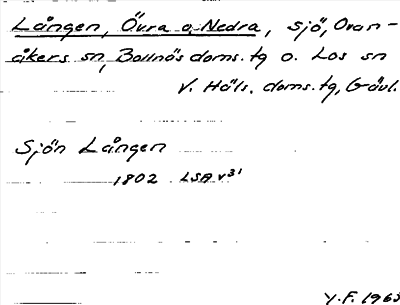 Lången, Övra o. Nedra, sjö, Ovan-
åkers sn, Bollnäs doms.tg o. Los sn
V. Häls. doms.tg, Gävl.
Sjön Lången
1802 LSA v31
Y.F. 1963